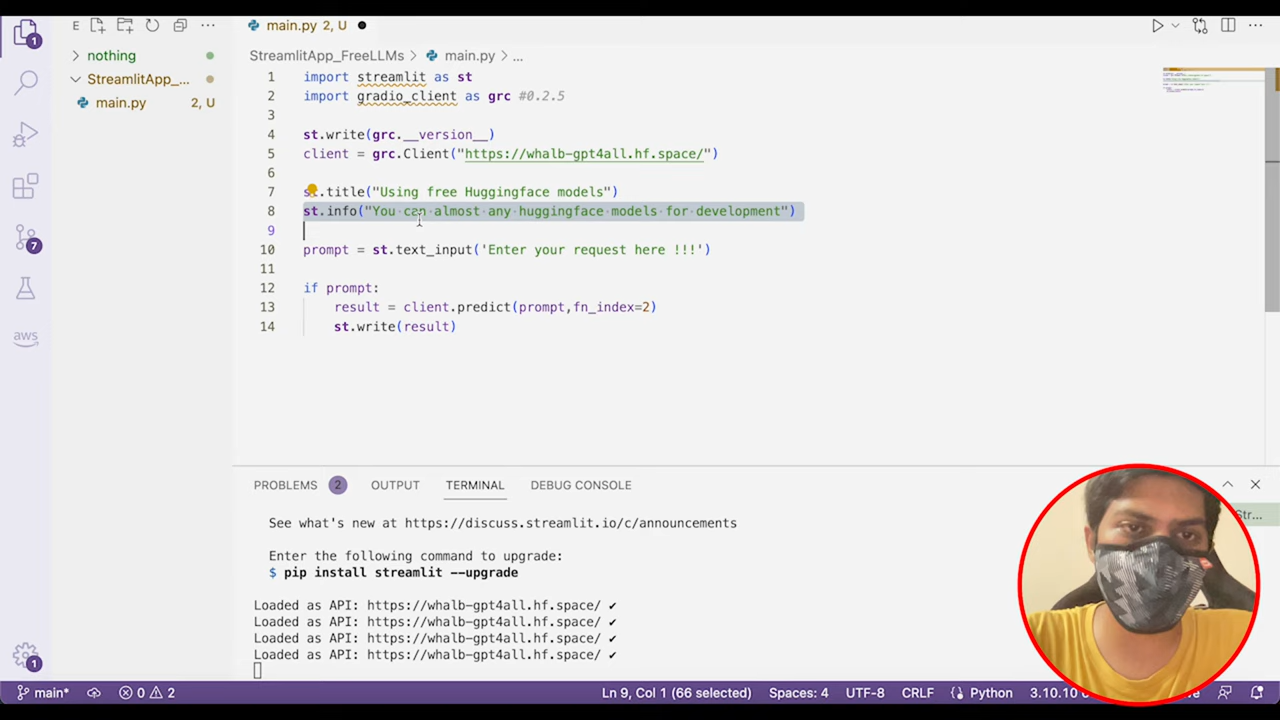 E
main.py 2, U
1
nothing
StreamlitApp_...
main.py 2, U
StreamlitApp_FreeLLMs > main.py > ...
1 import streamlit as st
2 import gradio_client as grc #0.2.5
3
4 st.write(grc.__version__)
5 client = grc.Client("https://whalb-gpt4all.hf.space/")
6
7 st.title("Using free Huggingface models")
8 st.info("You·can·almost·any·huggingface·models·for·development")
9
10 prompt = st.text_input('Enter your request here !!!')
11
12 if prompt:
13 result = client.predict(prompt,fn_index=2)
14 st.write(result)
7
aws
PROBLEMS 2 OUTPUT TERMINAL DEBUG CONSOLE
Str...
See what's new at https://discuss.streamlit.io/c/announcements
Enter the following command to upgrade:
$ pip install streamlit --upgrade
Loaded as API: https://whalb-gpt4all.hf.space/ ✔
Loaded as API: https://whalb-gpt4all.hf.space/ ✔
Loaded as API: https://whalb-gpt4all.hf.space/ ✔
Loaded as API: https://whalb-gpt4all.hf.space/ ✔
1
main* 0 2 Ln 9, Col 1 (66 selected) Spaces: 4 UTF-8 CRLF Python 3.10.10